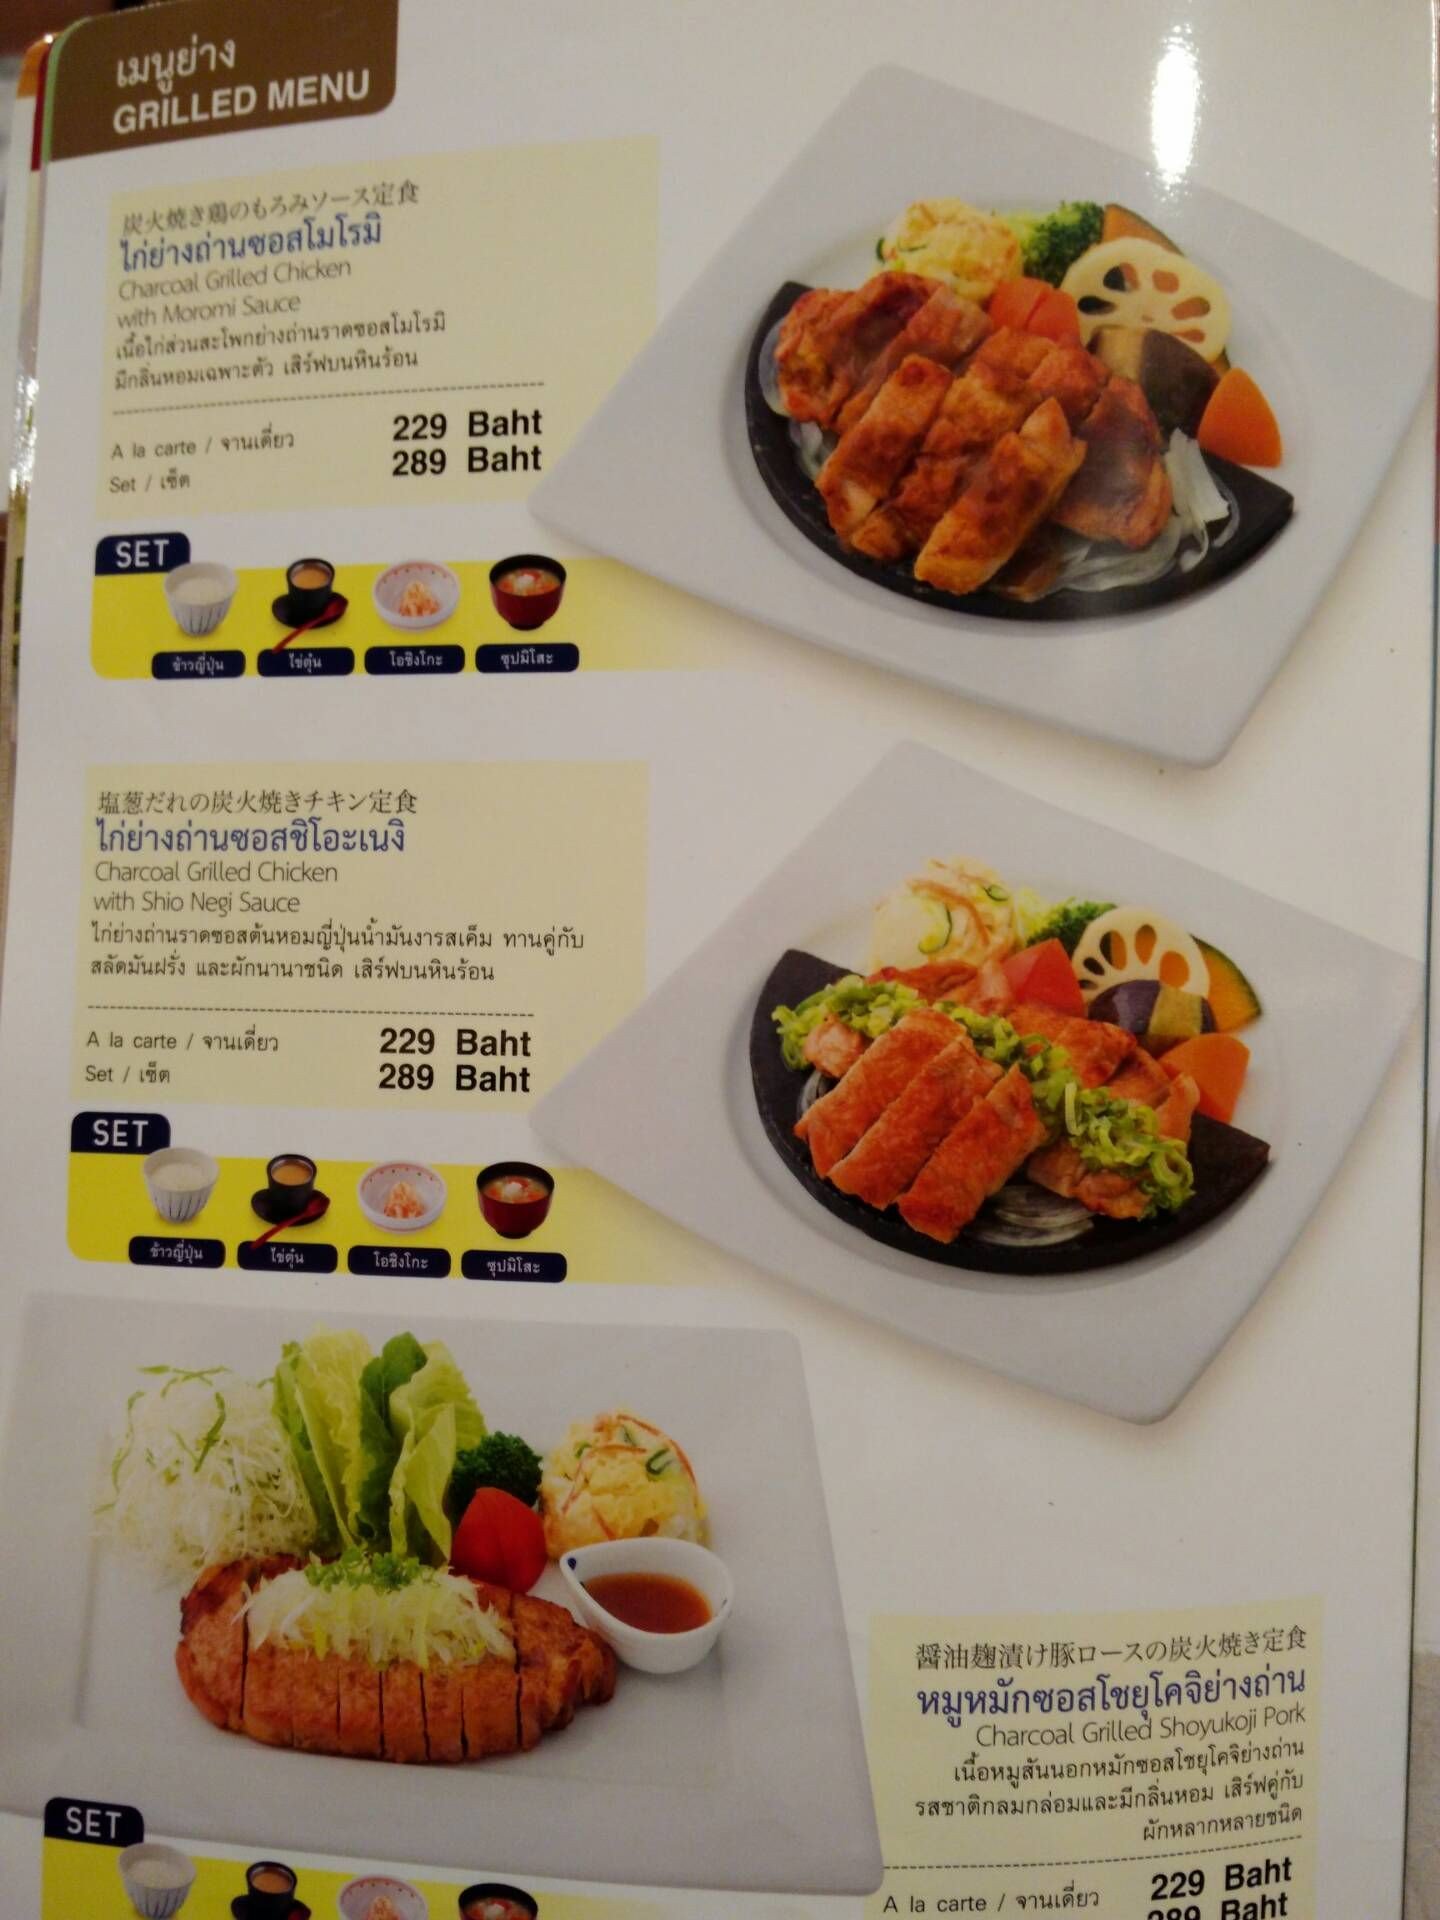 เมนูย่าง
GRILLED MENU
炭火焼き鶏のもろみソース定食
ไก่ย่างถ่านซอสโมโรมิ
Charcoal Grilled Chicken
with Moromi Sauce
เนื้อไก่ส่วนสะโพกย่างถ่านราดซอสโมโรมิ
มีกลิ่นหอมเฉพาะตัว เสิร์ฟบนหินร้อน
A la carte / จานเดี่ยว 229 Baht
Set / เซ็ต 289 Baht
SET
ข้าวญี่ปุ่น ไข่ตุ๋น โอชิงโกะ ซุปมิโสะ
塩葱だれの炭火焼きチキン定食
ไก่ย่างถ่านซอสชิโอะเนงิ
Charcoal Grilled Chicken
with Shio Negi Sauce
ไก่ย่างถ่านราดซอสต้นหอมญี่ปุ่นน้ำมันงารสเค็ม ทานคู่กับ
สลัดมันฝรั่ง และผักนานาชนิด เสิร์ฟบนหินร้อน
A la carte / จานเดี่ยว 229 Baht
Set / เซ็ต 289 Baht
SET
ข้าวญี่ปุ่น ไข่ตุ๋น โอชิงโกะ ซุปมิโสะ
醤油麹漬け豚ロースの炭火焼き定食
หมูหมักซอสโชยุโคจิย่างถ่าน
Charcoal Grilled Shoyukoji Pork
เนื้อหมูสันนอกหมักซอสโชยุโคจิย่างถ่าน
รสชาติกลมกล่อมและมีกลิ่นหอม เสิร์ฟคู่กับ
ผักหลากหลายชนิด
A la carte / จานเดี่ยว 229 Baht
289 Baht
SET